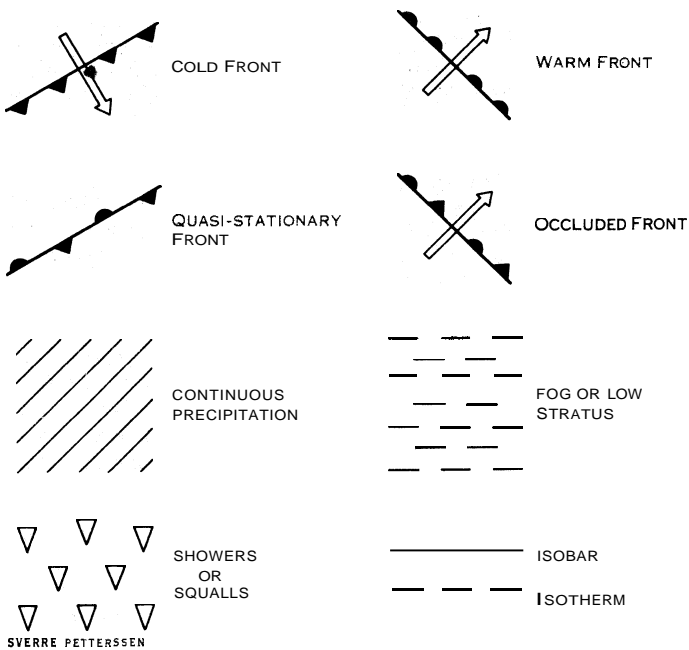 COLD FRONT
WARM FRONT
QUASI-STATIONARY
FRONT
OCCLUDED FRONT
CONTINUOUS
PRECIPITATION
FOG OR LOW
STRATUS
SHOWERS
OR
SQUALLS
ISOBAR
ISOTHERM
SVERRE PETTERSSEN